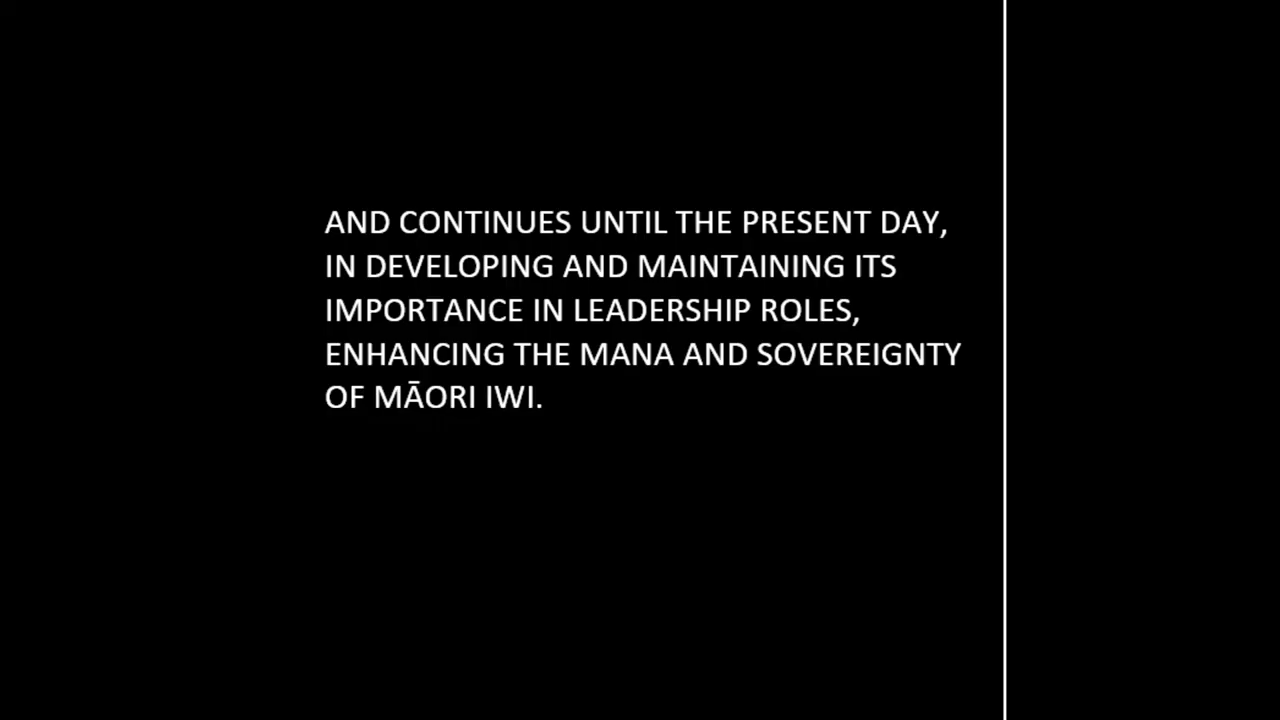 AND CONTINUES UNTIL THE PRESENT DAY,
IN DEVELOPING AND MAINTAINING ITS
IMPORTANCE IN LEADERSHIP ROLES,
ENHANCING THE MANA AND SOVEREIGNTY
OF MĀORI IWI.